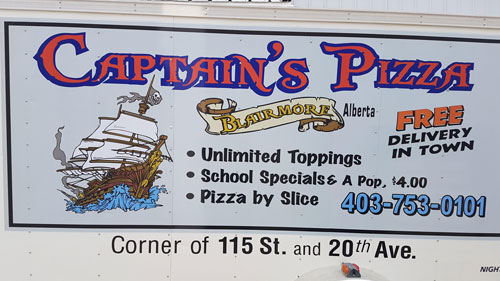 CAPTAIN'S PIZZA
BLAIRMORE Alberta
FREE
DELIVERY
IN TOWN
• Unlimited Toppings
• School Specials & A Pop, $4.00
• Pizza by Slice
403-753-0101
Corner of 115 St. and 20th Ave.
NIGHT